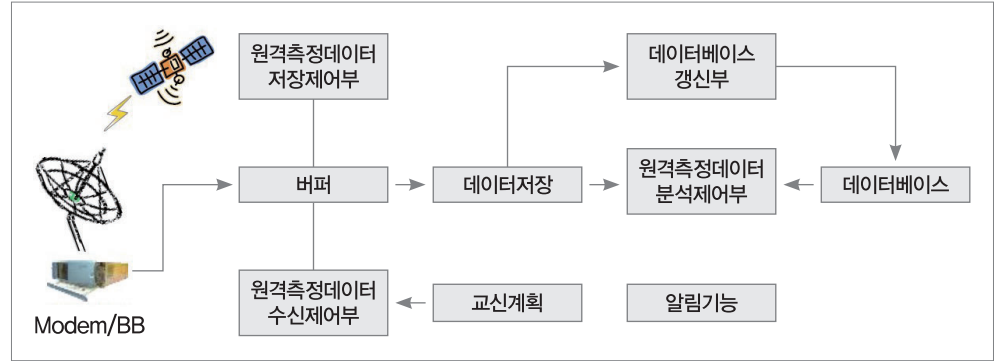 원격측정데이터
저장제어부
데이터베이스
갱신부
버퍼
데이터저장
원격측정데이터
분석제어부
데이터베이스
원격측정데이터
수신제어부
교신계획
알림기능
Modem/BB